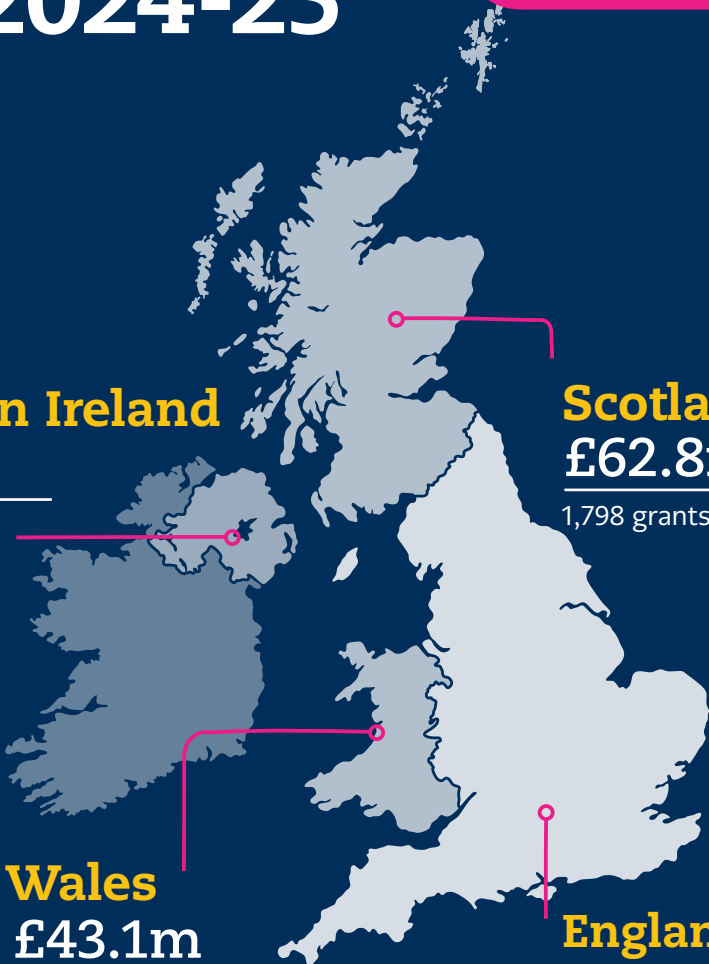 2024-25
n Ireland
Scotla
£62.8
1,798 grants
Wales
£43.1m
Englan